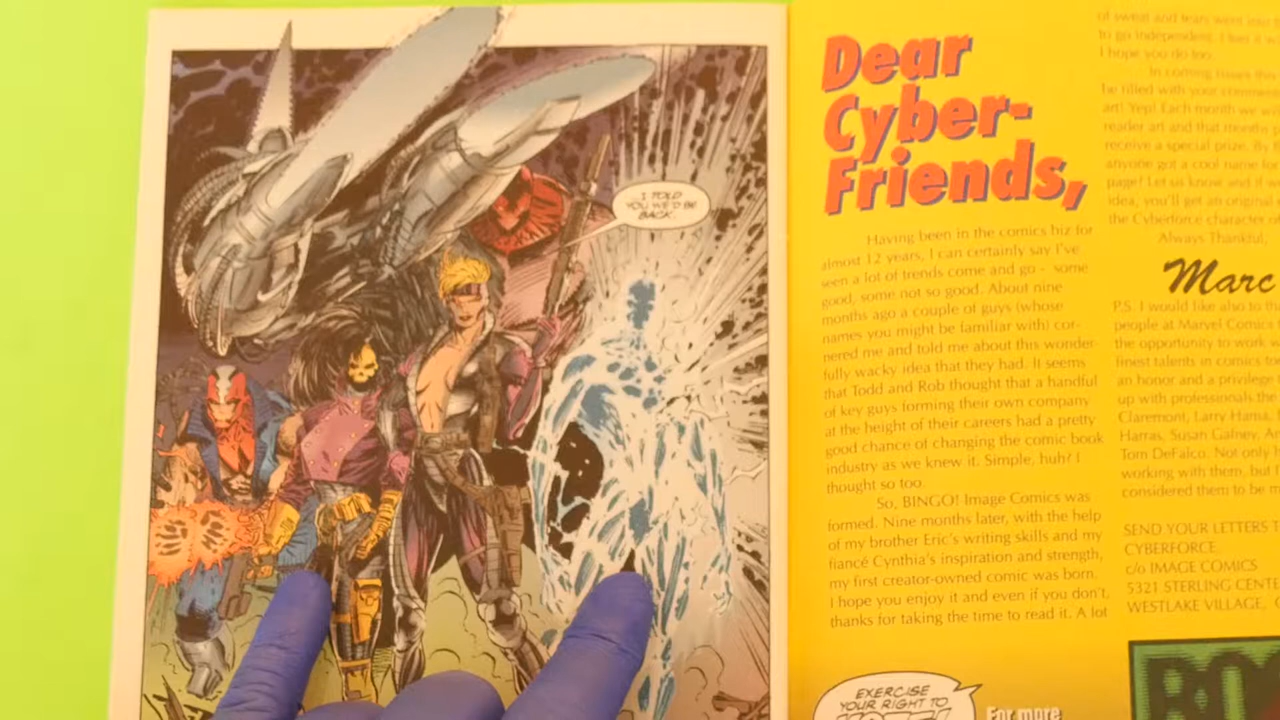 I TOLD
YOU WE'D BE
BACK.
Dear
Cyber-
Friends,
Having been in the comics biz for
almost 12 years, I can certainly say I've
seen a lot of trends come and go - some
good, some not so good. About nine
months ago a couple of guys (whose
names you might be familiar with) cor-
nered me and told me about this wonder-
fully wacky idea that they had. It seems
that Todd and Rob thought that a handful
of key guys forming their own company
at the height of their careers had a pretty
good chance of changing the comic book
industry as we knew it. Simple, huh? I
thought so too.
So, BINGO! Image Comics was
formed. Nine months later, with the help
of my brother Eric's writing skills and my
fiancé Cynthia's inspiration and strength,
my first creator-owned comic was born.
I hope you enjoy it and even if you don't,
thanks for taking the time to read it. A lot
of sweat and tears went into
to go independent. I
I hope you do too.
In coming issues this
be filled with your
art! Yep! Each month we
reader art and that months
receive a special prize.
anyone got a cool name for
page? Let us know and if
idea, you'll get an original
the Cyberforce character
Always Thankful,
Marc
P.S. I would like also to
people at Marvel Comics
the opportunity to work
finest talents in comics
an honor and a privilege
up with professionals
Claremont, Larry Hama,
Harras, Susan Gafney,
Tom DeFalco. Not only
working with them, but
considered them to be
SEND YOUR LETTERS
CYBERFORCE
c/o IMAGE COMICS
5321 STERLING
WESTLAKE VILLAGE,
EXERCISE
YOUR RIGHT TO
For more